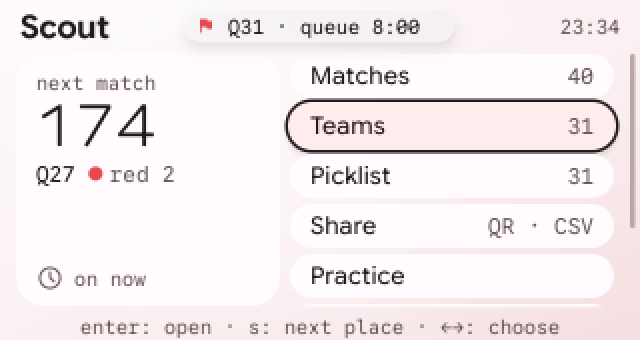 Scout
Q31 · queue 8:00
23:34
next match
174
Q27 red 2
on now
Matches 40
Teams 31
Picklist 31
Share QR · CSV
Practice
enter: open · s: next place · ↔: choose